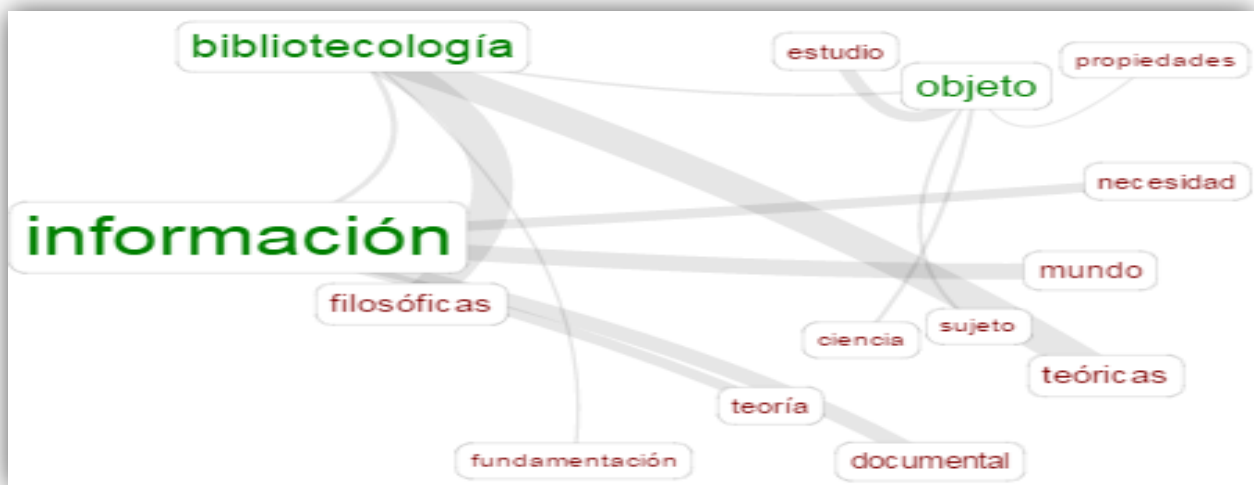 bibliotecología
estudio
propiedades
objeto
necesidad
información
mundo
filosóficas
sujeto
ciencia
teóricas
teoría
fundamentación
documental